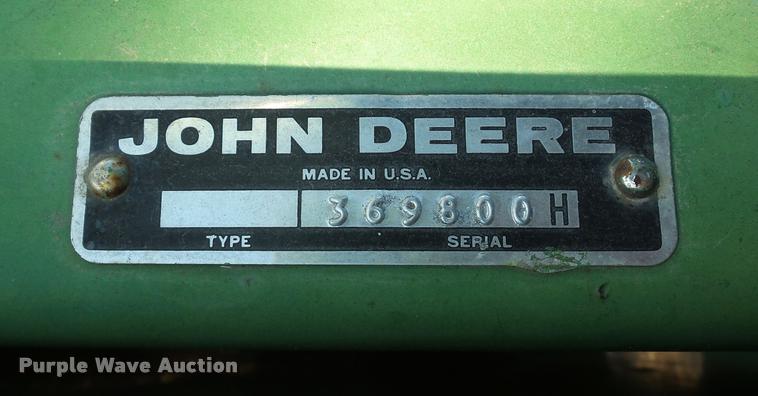 JOHN DEERE
MADE IN U.S.A.
369800H
TYPE SERIAL
Purple Wave Auction